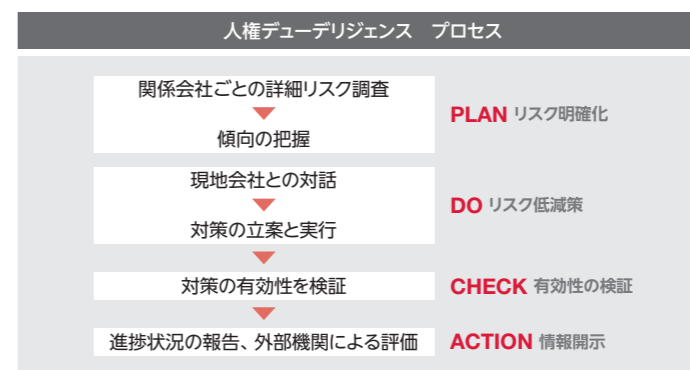 人権デューデリジェンス　プロセス
関係会社ごとの詳細リスク調査
傾向の把握
PLAN リスク明確化
現地会社との対話
対策の立案と実行
DO リスク低減策
対策の有効性を検証
CHECK 有効性の検証
進捗状況の報告、外部機関による評価
ACTION 情報開示